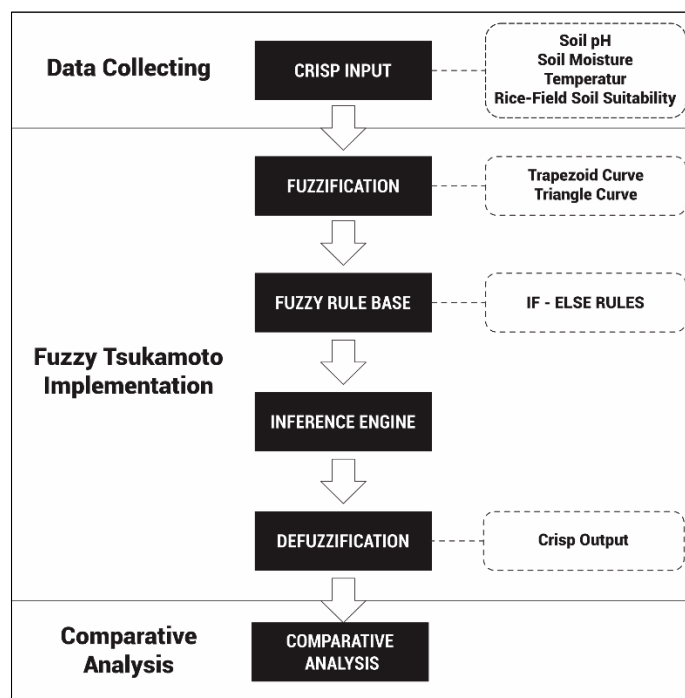 Data Collecting
CRISP INPUT
Soil pH
Soil Moisture
Temperatur
Rice-Field Soil Suitability
FUZZIFICATION
Trapezoid Curve
Triangle Curve
FUZZY RULE BASE
IF - ELSE RULES
Fuzzy Tsukamoto
Implementation
INFERENCE ENGINE
DEFUZZIFICATION
Crisp Output
Comparative
Analysis
COMPARATIVE
ANALYSIS